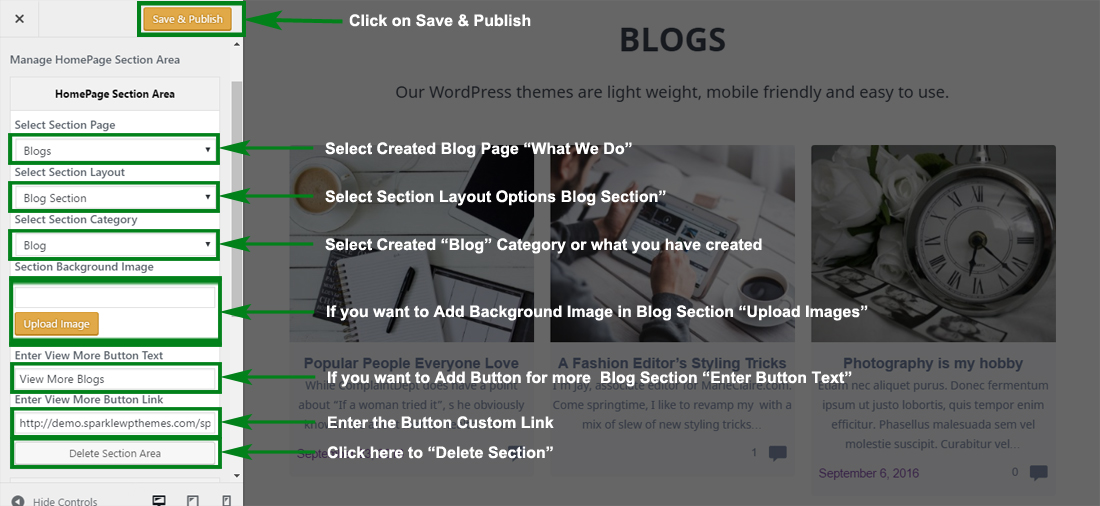 Save & Publish
Click on Save & Publish
BLOGS
Our WordPress themes are light weight, mobile friendly and easy to use.
Manage HomePage Section Area
HomePage Section Area
Select Section Page
Blogs
Select Created Blog Page “What We Do”
Select Section Layout
Blog Section
Select Section Layout Options Blog Section”
Select Section Category
Blog
Select Created “Blog” Category or what you have created
Section Background Image
Upload Image
If you want to Add Background Image in Blog Section “Upload Images”
Enter View More Button Text
View More Blogs
If you want to Add Button for more Blog Section “Enter Button Text”
Enter View More Button Link
http://demo.sparklewpthemes.com/sp
Enter the Button Custom Link
Delete Section Area
Click here to “Delete Section”
Hide Controls
Popular People Everyone Love
While ComplaintDept does have a point
about "If a woman tried it", s he obviously
A Fashion Editor’s Styling Tricks
I’m Jay, associate editor for MarieClaire.com.
Come springtime, I like to revamp my with a
mix of slew of new styling tricks…
1
Photography is my hobby
Etiam nec aliquet purus. Donec fermentum
ipsum ut justo lobortis, quis tempor enim
efficitur. Phasellus malesuada sem vel
molestie suscipit. Curabitur vel…
September 6, 2016
0